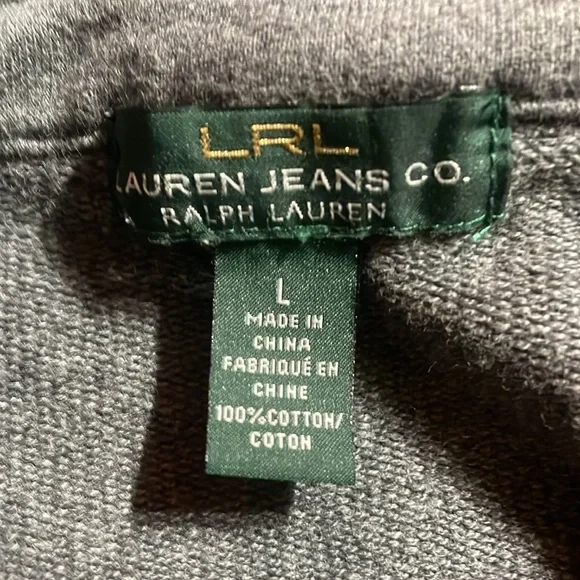 LRL
LAUREN JEANS CO.
RALPH LAUREN
L
MADE IN
CHINA
FABRIQUÉ EN
CHINE
100%COTTON/
COTON